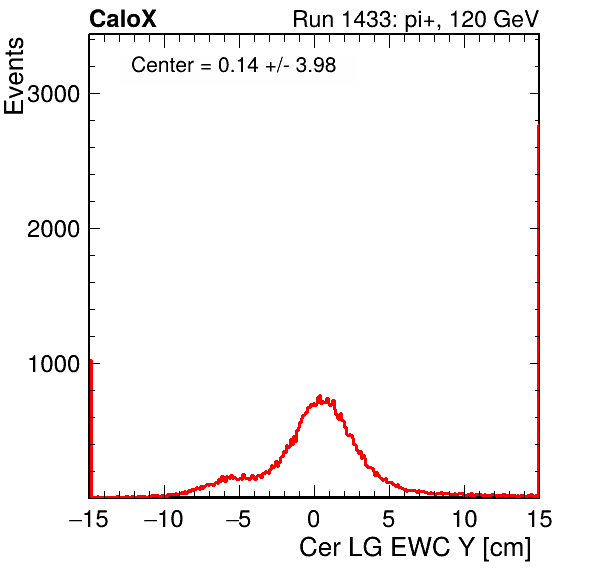 CaloX
Run 1433: pi+, 120 GeV
Center = 0.14 +/- 3.98
Events
3000
2000
1000
−15 −10 −5 0 5 10 15
Cer LG EWC Y [cm]